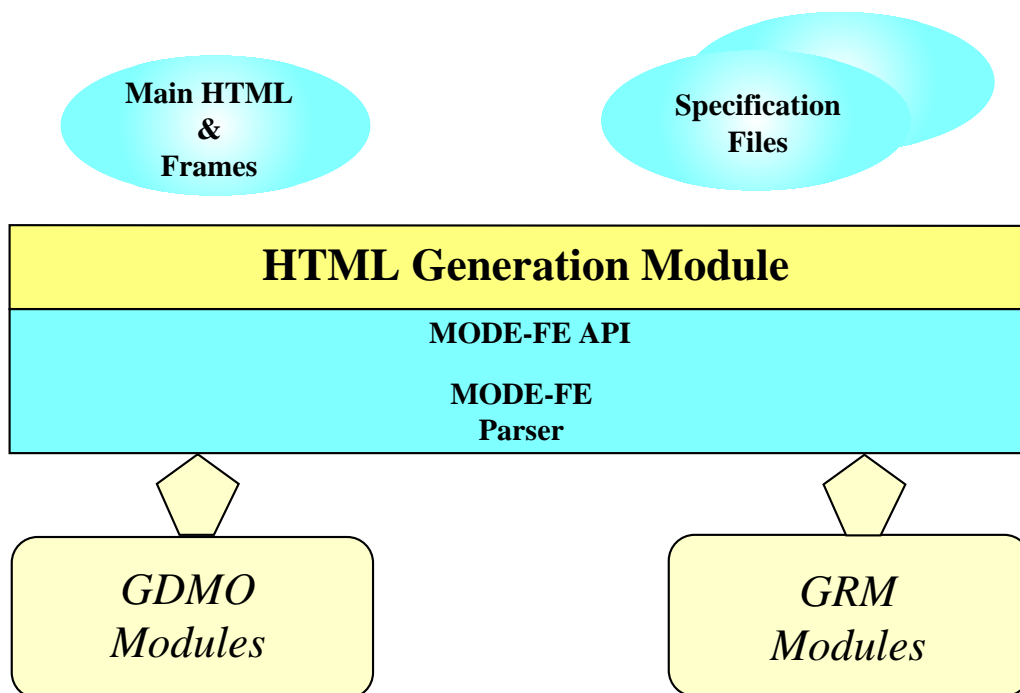 Main HTML
&
Frames
Specification
Files
HTML Generation Module
MODE-FE API
MODE-FE
Parser
GDMO
Modules
GRM
Modules